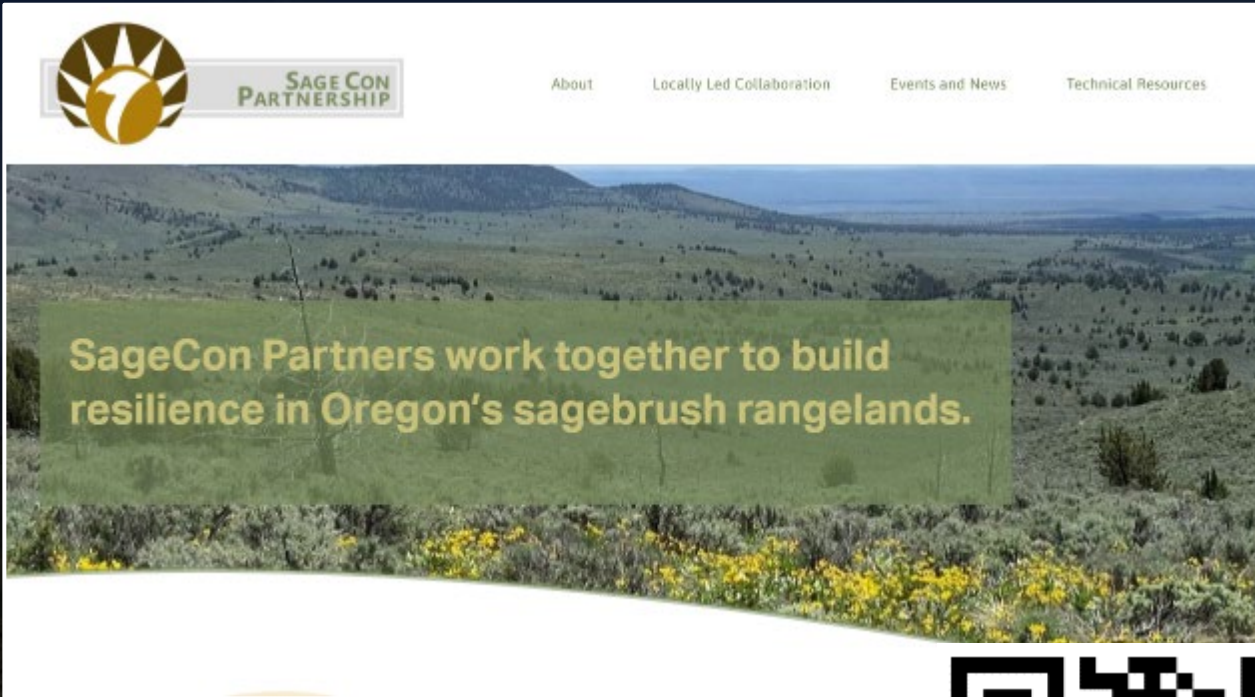 SAGE CON
PARTNERSHIP
About Locally Led Collaboration Events and News Technical Resources
SageCon Partners work together to build
resilience in Oregon's sagebrush rangelands.